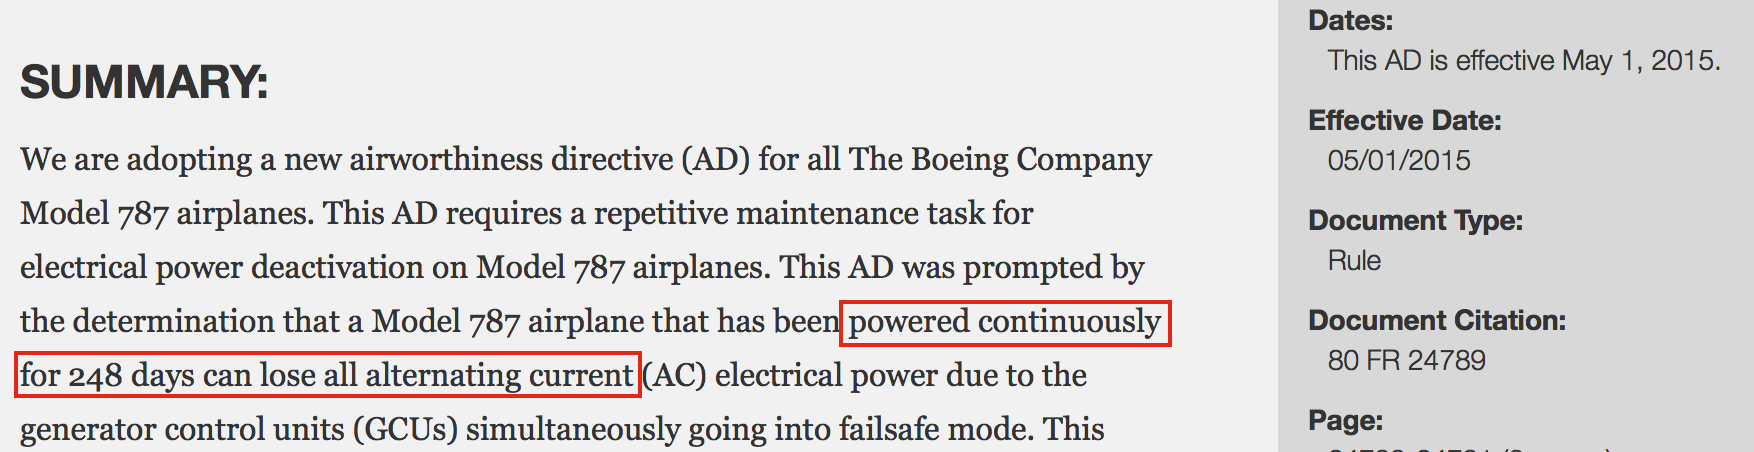 SUMMARY:
We are adopting a new airworthiness directive (AD) for all The Boeing Company
Model 787 airplanes. This AD requires a repetitive maintenance task for
electrical power deactivation on Model 787 airplanes. This AD was prompted by
the determination that a Model 787 airplane that has been powered continuously
for 248 days can lose all alternating current (AC) electrical power due to the
generator control units (GCUs) simultaneously going into failsafe mode. This
Dates:
This AD is effective May 1, 2015.
Effective Date:
05/01/2015
Document Type:
Rule
Document Citation:
80 FR 24789
Page: